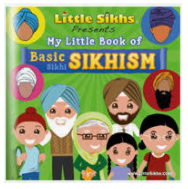 Little Sikhs
Presents
My Little Book of
Basic SIKHISM
Sikhi